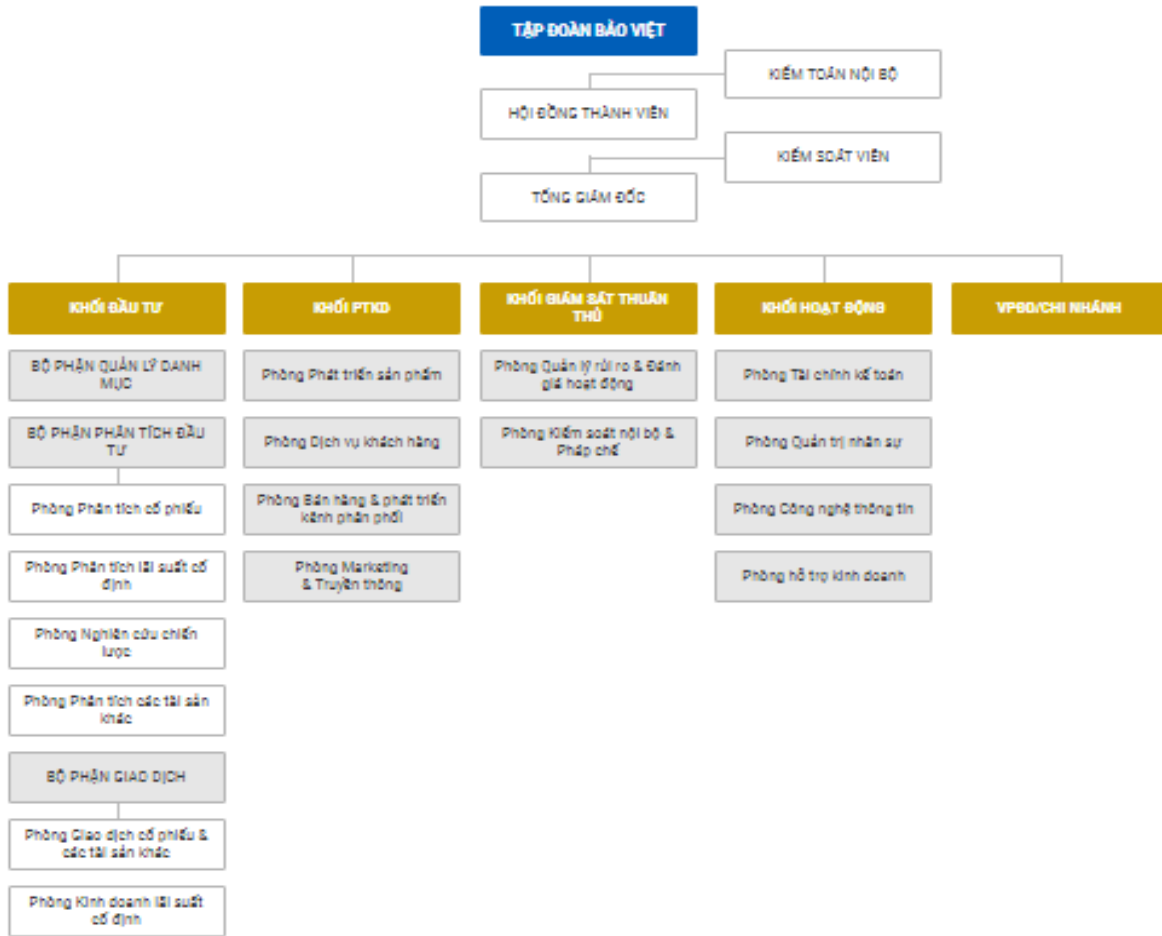 TẬP ĐOÀN BẢO VIỆT
KIỂM TOÁN NỘI BỘ
HỘI ĐỒNG THÀNH VIÊN
KIỂM SOÁT VIÊN
TỔNG GIÁM ĐỐC
KHỐI ĐẦU TƯ
BỘ PHẬN QUẢN LÝ DANH
MỤC
BỘ PHẬN PHÂN TÍCH ĐẦU
TƯ
Phòng Phân tích cổ phiếu
Phòng Phân tích lãi suất cố
định
Phòng Nghiên cứu chiến
lược
Phòng Phân tích các tài sản
khác
BỘ PHẬN GIAO DỊCH
Phòng Giao dịch cổ phiếu &
các tài sản khác
Phòng Kinh doanh lãi suất
cố định
KHỐI PTKD
Phòng Phát triển sản phẩm
Phòng Dịch vụ khách hàng
Phòng Bán hàng & phát triển
kênh phân phối
Phòng Marketing
& Truyền thông
KHỐI GIÁM SÁT THUÂN
THỦ
Phòng Quản lý rủi ro & Đánh
giá hoạt động
Phòng Kiểm soát nội bộ &
Pháp chế
KHỐI HOẠT ĐỘNG
Phòng Tài chính kế toán
Phòng Quản trị nhân sự
Phòng Công nghệ thông tin
Phòng hỗ trợ kinh doanh
VPĐD/CHI NHÁNH